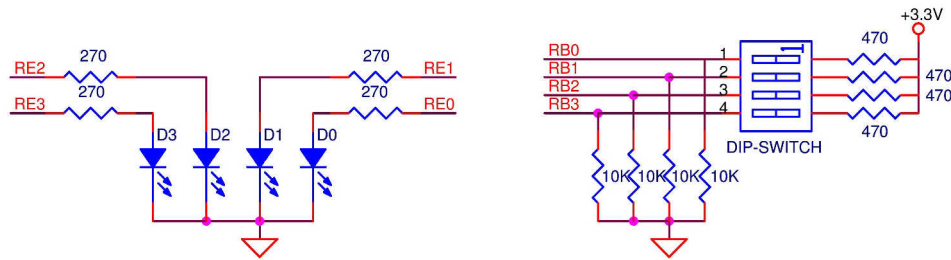 +3.3V
270 270 RB0 1 1 470
RE2 RE1 RB1 2 470
270 270 RB2 3 470
RE3 RE0 RB3 4
D3 D2 D1 D0 470
DIP-SWITCH
10K 10K 10K 10K